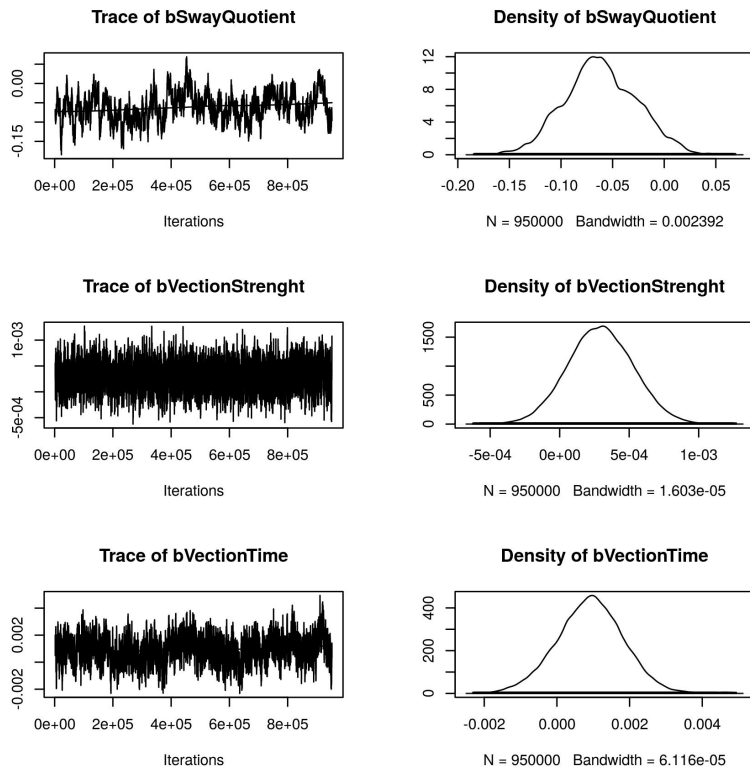 Trace of bSwayQuotient
0.00
-0.15
0e+00 2e+05 4e+05 6e+05 8e+05
Iterations
Density of bSwayQuotient
12
8
4
0
-0.20 -0.15 -0.10 -0.05 0.00 0.05
N = 950000 Bandwidth = 0.002392
Trace of bVectionStrenght
1e-03
-5e-04
0e+00 2e+05 4e+05 6e+05 8e+05
Iterations
Density of bVectionStrenght
1500
500
0
-5e-04 0e+00 5e-04 1e-03
N = 950000 Bandwidth = 1.603e-05
Trace of bVectionTime
0.002
-0.002
0e+00 2e+05 4e+05 6e+05 8e+05
Iterations
Density of bVectionTime
400
200
0
-0.002 0.000 0.002 0.004
N = 950000 Bandwidth = 6.116e-05